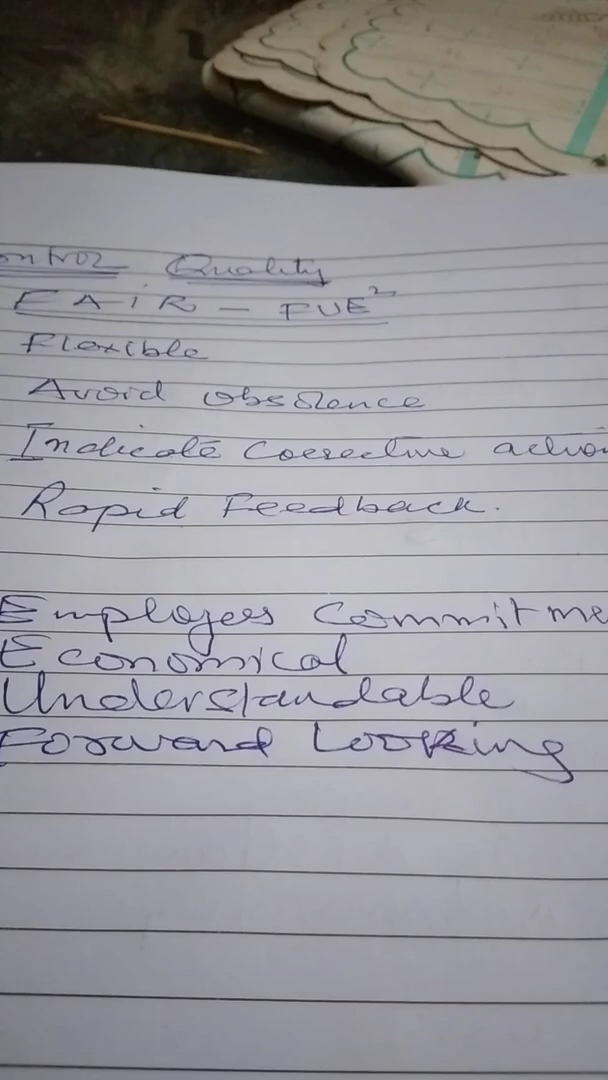 ontrol Quality
FAiR - FUE²
Flexible
Avoid obsolence
Indicate Corrective actio
Rapid Feedback.
Employees Commitme
Economical
Understandable
Forward Looking